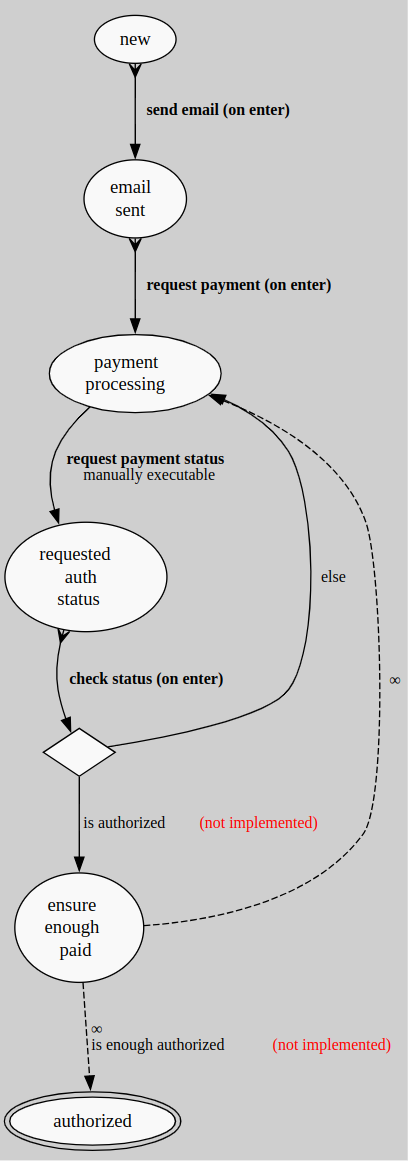 new
send email (on enter)
email
sent
request payment (on enter)
payment
processing
request payment status
manually executable
requested
auth
status
else
check status (on enter)
∞
is authorized (not implemented)
ensure
enough
paid
∞
is enough authorized (not implemented)
authorized